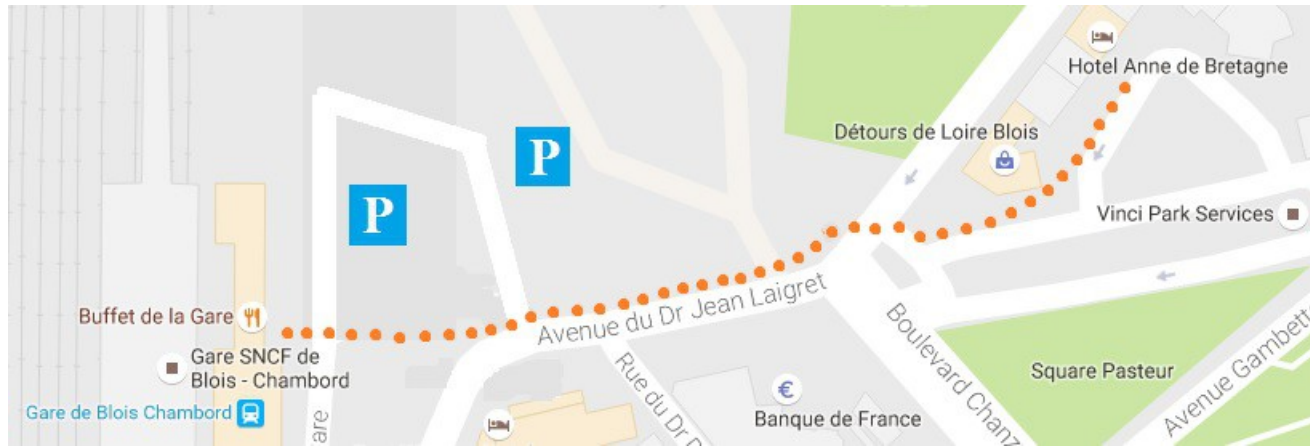 Hotel Anne de Bretagne
Détours de Loire Blois
P
P
Vinci Park Services
Avenue du Dr Jean Laigret
Buffet de la Gare
Gare SNCF de
Blois - Chambord
Gare de Blois Chambord
Rue du Dr
Banque de France
€
Boulevard Chanz
Square Pasteur
Avenue Gambett
are